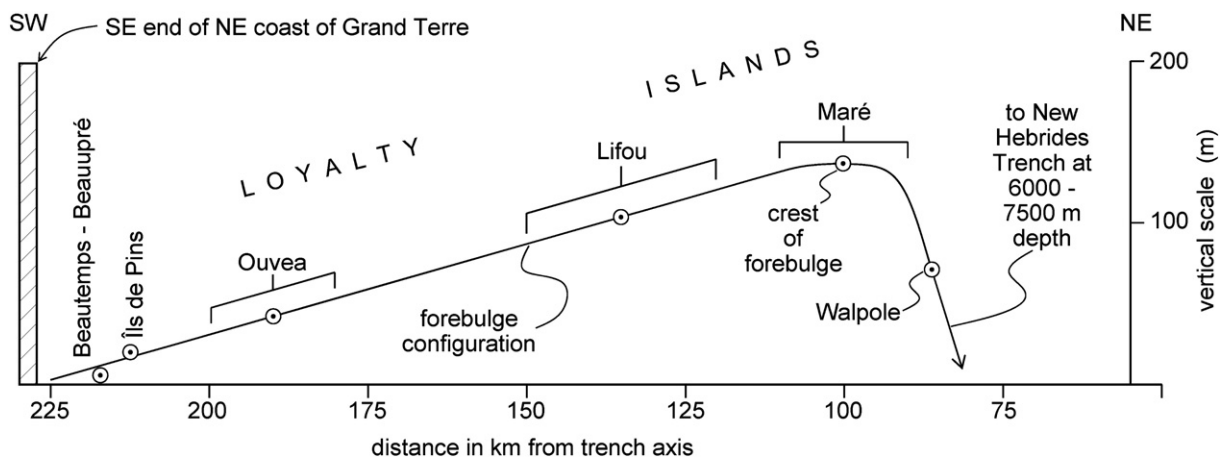 SW
SE end of NE coast of Grand Terre
NE
LOYALTY ISLANDS
Beautemps - Beaupré
Îls de Pins
Ouvea
Lifou
Maré
forebulge
configuration
crest
of
forebulge
Walpole
to New
Hebrides
Trench at
6000 -
7500 m
depth
200
100
vertical scale (m)
225 200 175 150 125 100 75
distance in km from trench axis